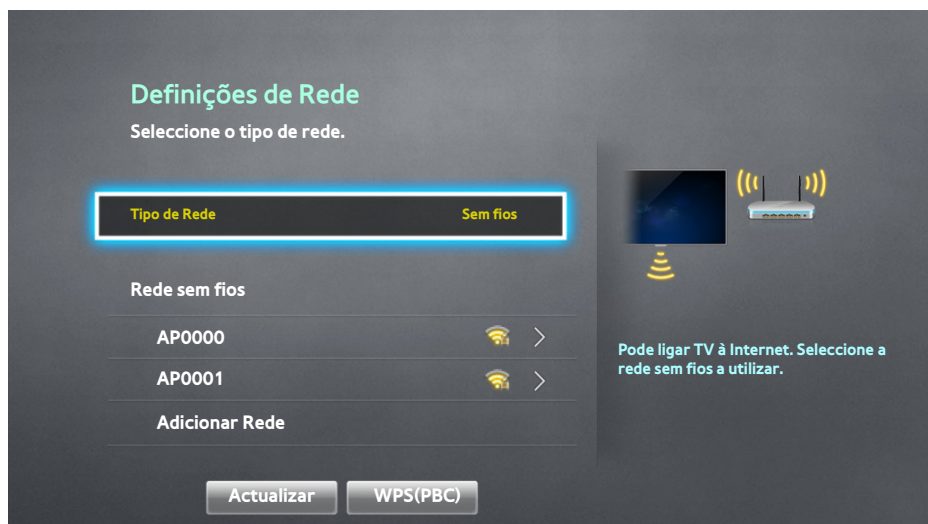 Definições de Rede
Seleccione o tipo de rede.
Tipo de Rede Sem fios
Rede sem fios
AP0000
AP0001
Adicionar Rede
Actualizar WPS(PBC)
Pode ligar TV à Internet. Seleccione a
rede sem fios a utilizar.